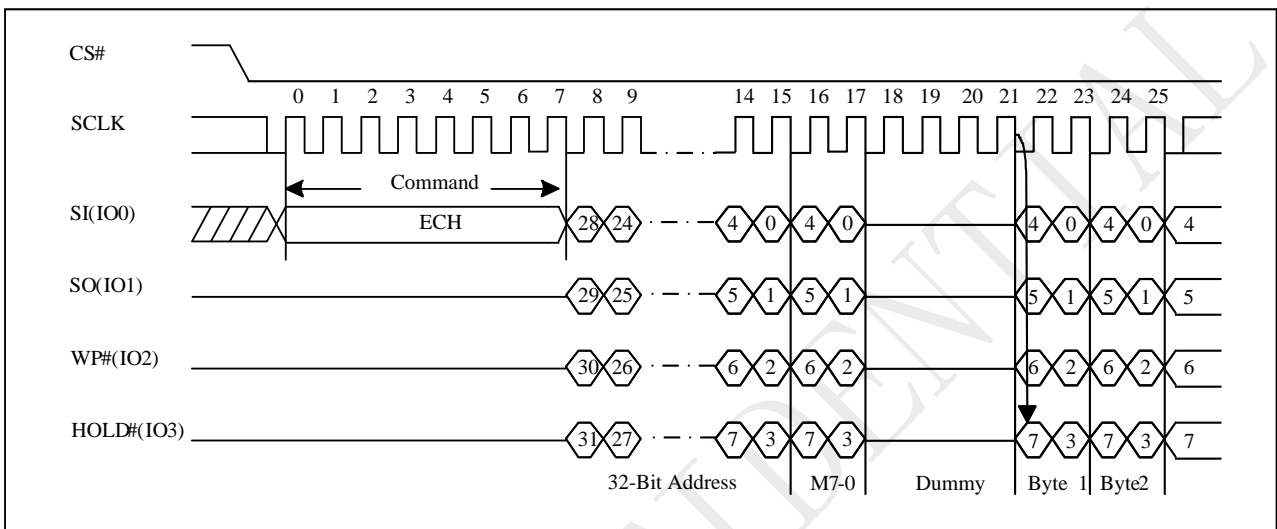 CS#
0 1 2 3 4 5 6 7 8 9 14 15 16 17 18 19 20 21 22 23 24 25
SCLK
Command
SI(IO0) ECH 28 24 4 0 4 0 4 0 4 0 4
SO(IO1) 29 25 5 1 5 1 5 1 5 1 5
WP#(IO2) 30 26 6 2 6 2 6 2 6 2 6
HOLD#(IO3) 31 27 7 3 7 3 7 3 7 3 7
32-Bit Address M7-0 Dummy Byte 1 Byte2
IDENTIAL